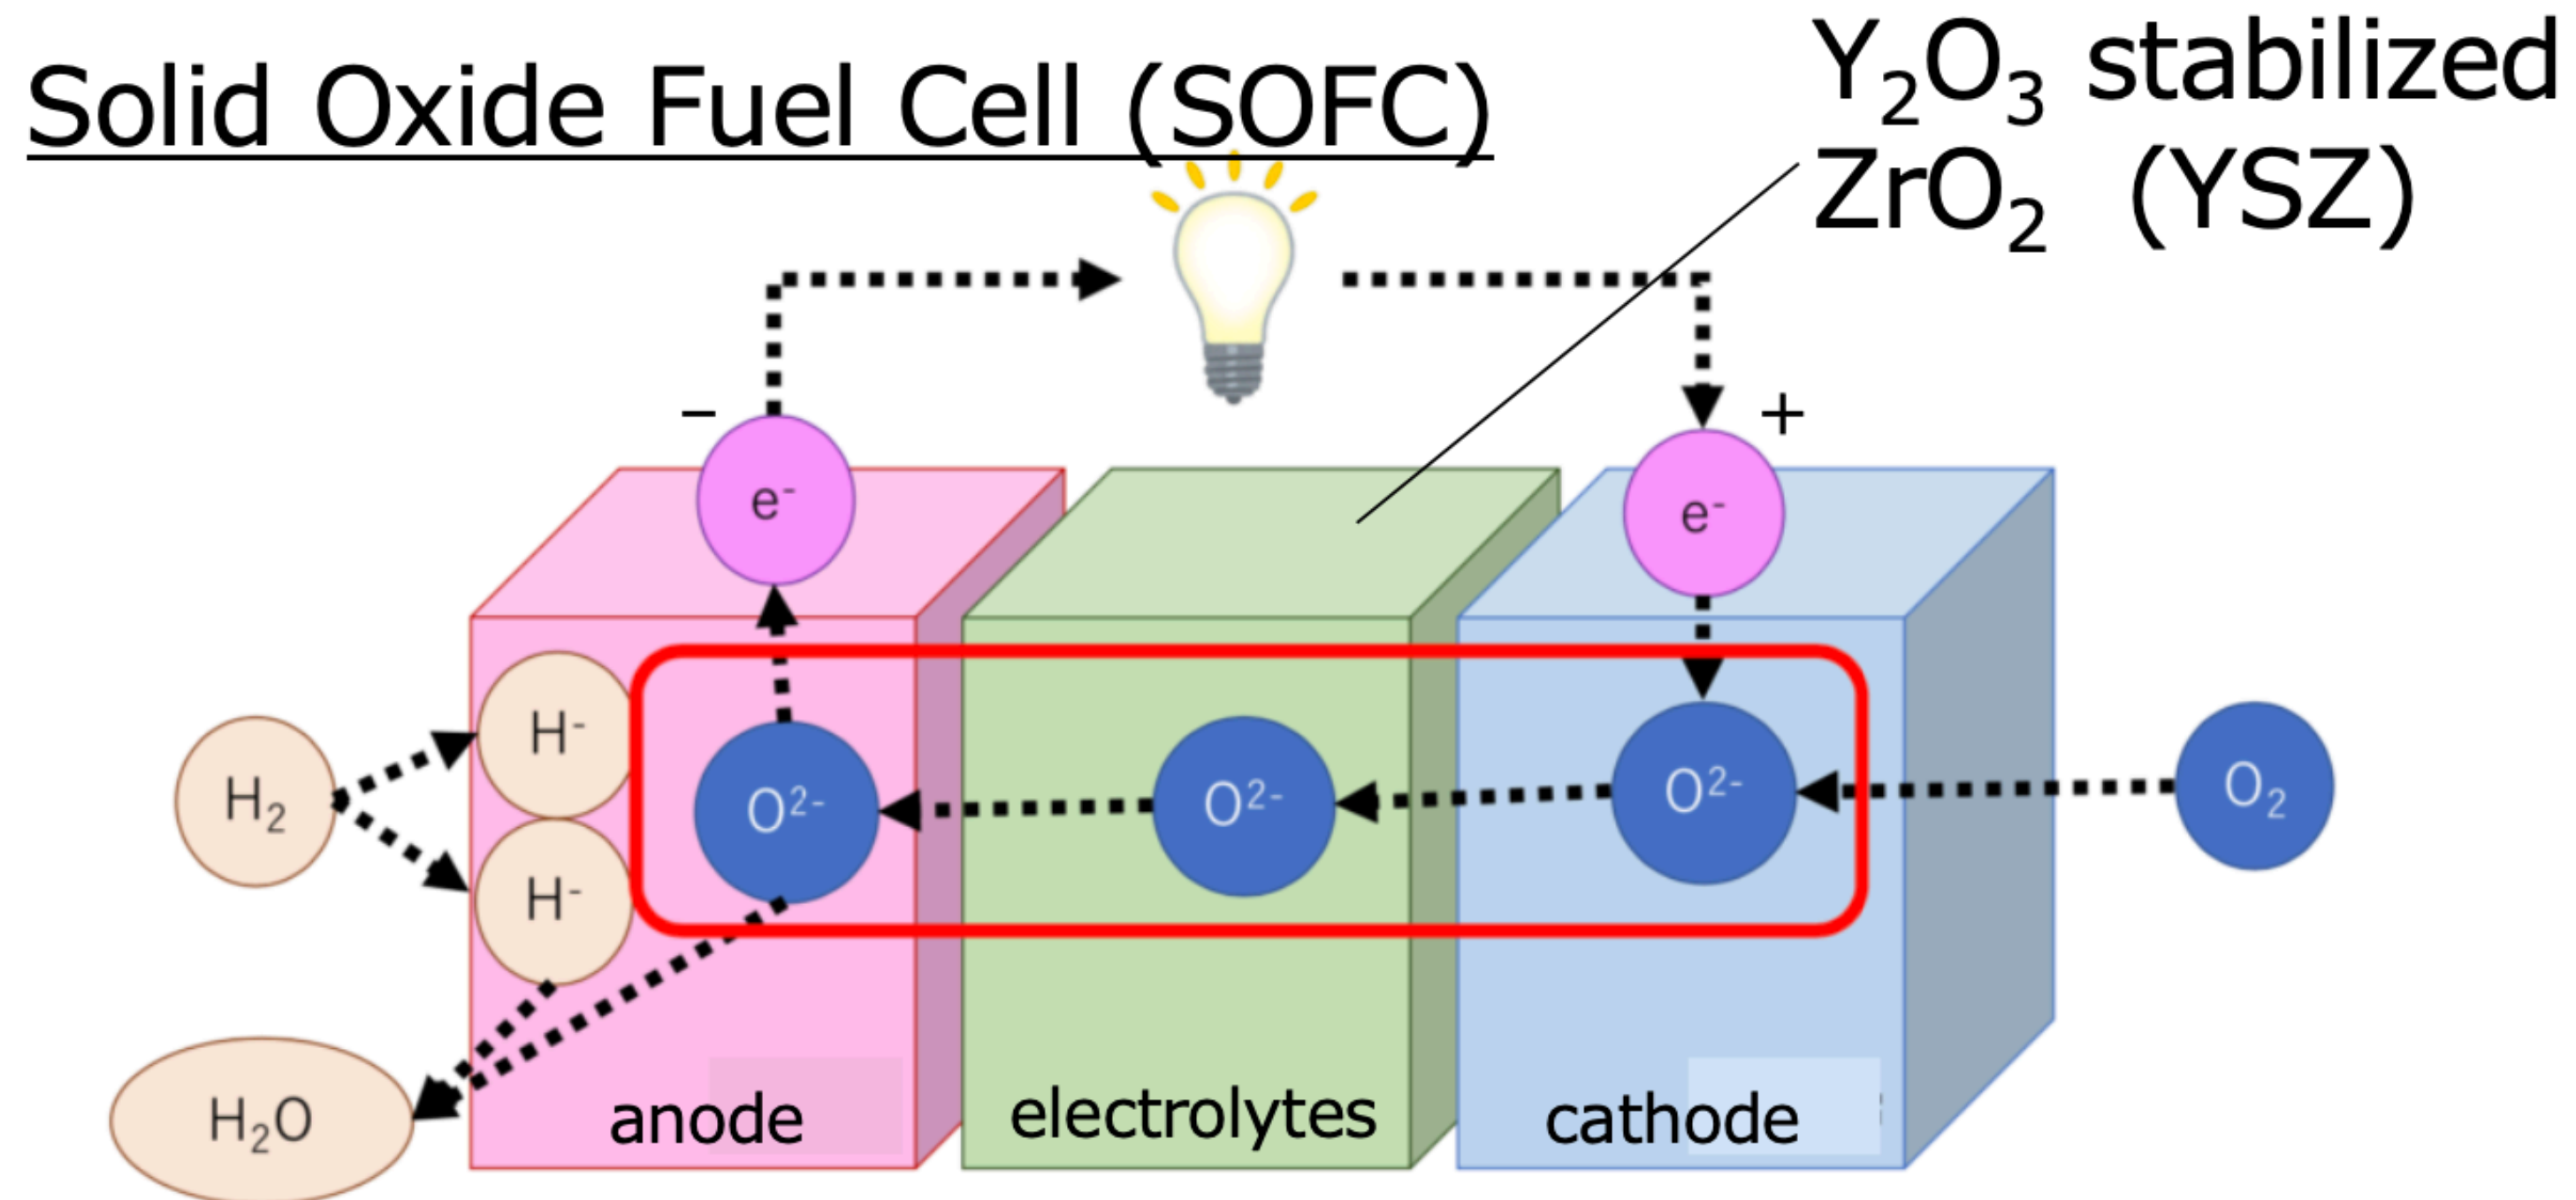 Solid Oxide Fuel Cell (SOFC)
Y₂O₃ stabilized
ZrO₂ (YSZ)
−
+
e⁻
e⁻
H₂
H⁻
H⁻
O²⁻
O²⁻
O²⁻
O₂
H₂O
anode
electrolytes
cathode